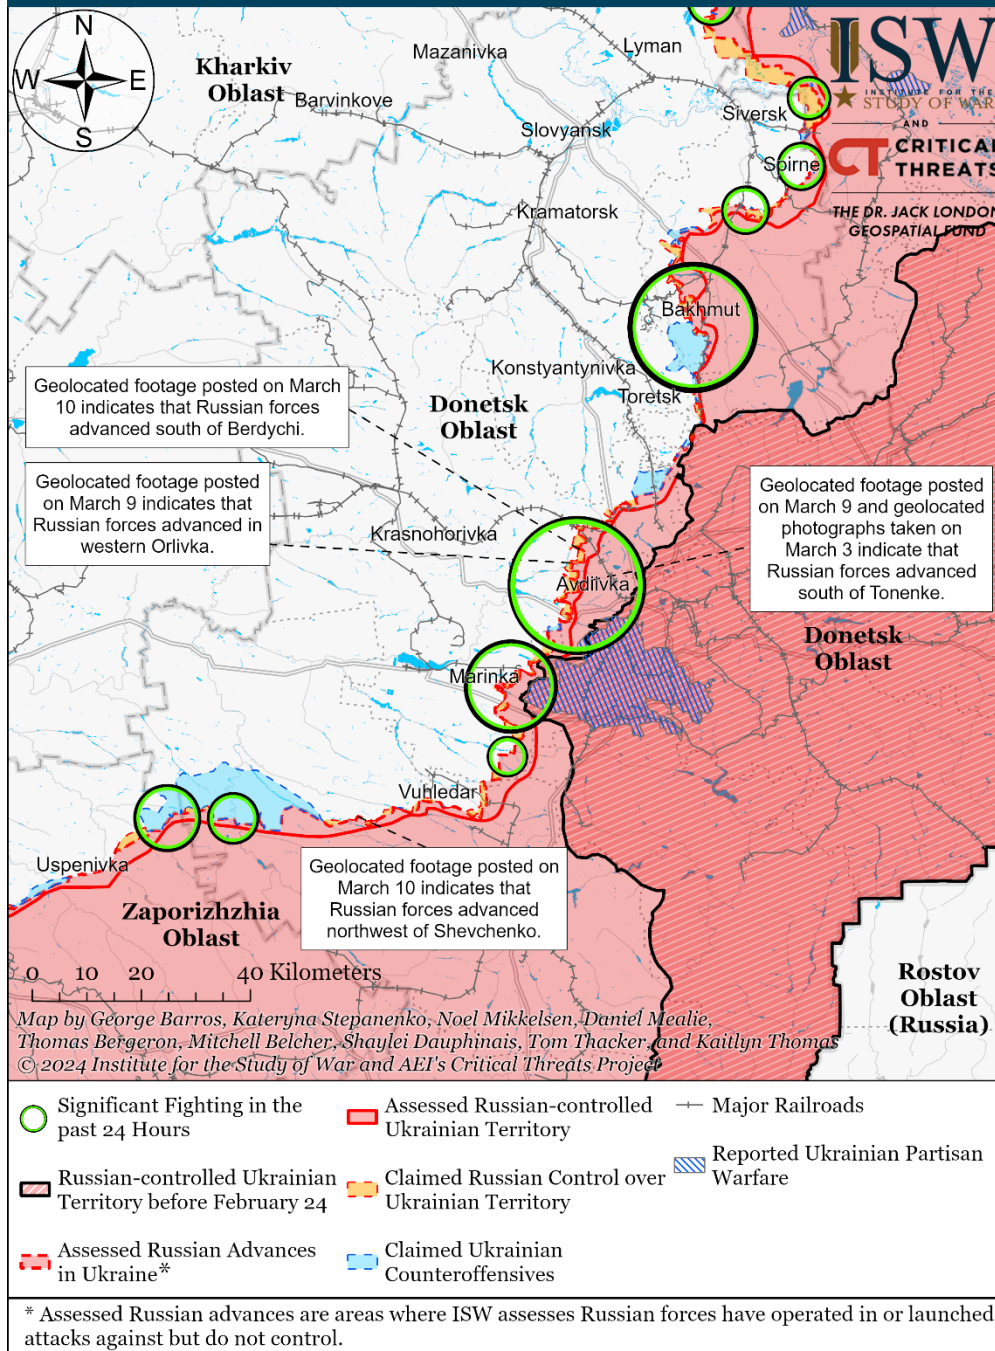 N
W
E
S
Kharkiv
Oblast
Mazanivka
Lyman
Barvinkove
Slovyansk
Siversk
Spirne
Kramatorsk
ISW
INSTITUTE FOR THE
STUDY OF WAR
AND
CT CRITICAL
THREATS
THE DR. JACK LONDON
GEOSPATIAL FUND
Bakhmut
Konstyantynivka
Toretsk
Donetsk
Oblast
Geolocated footage posted on March
10 indicates that Russian forces
advanced south of Berdychi.
Geolocated footage posted
on March 9 indicates that
Russian forces advanced in
western Orlivka.
Krasnohorivka
Avdiivka
Geolocated footage posted
on March 9 and geolocated
photographs taken on
March 3 indicate that
Russian forces advanced
south of Tonenke.
Donetsk
Oblast
Marinka
Vuhledar
Uspenivka
Geolocated footage posted on
March 10 indicates that
Russian forces advanced
northwest of Shevchenko.
Zaporizhzhia
Oblast
Rostov
Oblast
(Russia)
0 10 20 40 Kilometers
Map by George Barros, Kateryna Stepanenko, Noel Mikkelsen, Daniel Mealie,
Thomas Bergeron, Mitchell Belcher, Shaylei Dauphinais, Tom Thacker, and Kaitlyn Thomas
© 2024 Institute for the Study of War and AEI's Critical Threats Project
Significant Fighting in the
past 24 Hours
Russian-controlled Ukrainian
Territory before February 24
Assessed Russian Advances
in Ukraine*
Assessed Russian-controlled
Ukrainian Territory
Claimed Russian Control over
Ukrainian Territory
Claimed Ukrainian
Counteroffensives
Major Railroads
Reported Ukrainian Partisan
Warfare
* Assessed Russian advances are areas where ISW assesses Russian forces have operated in or launched
attacks against but do not control.